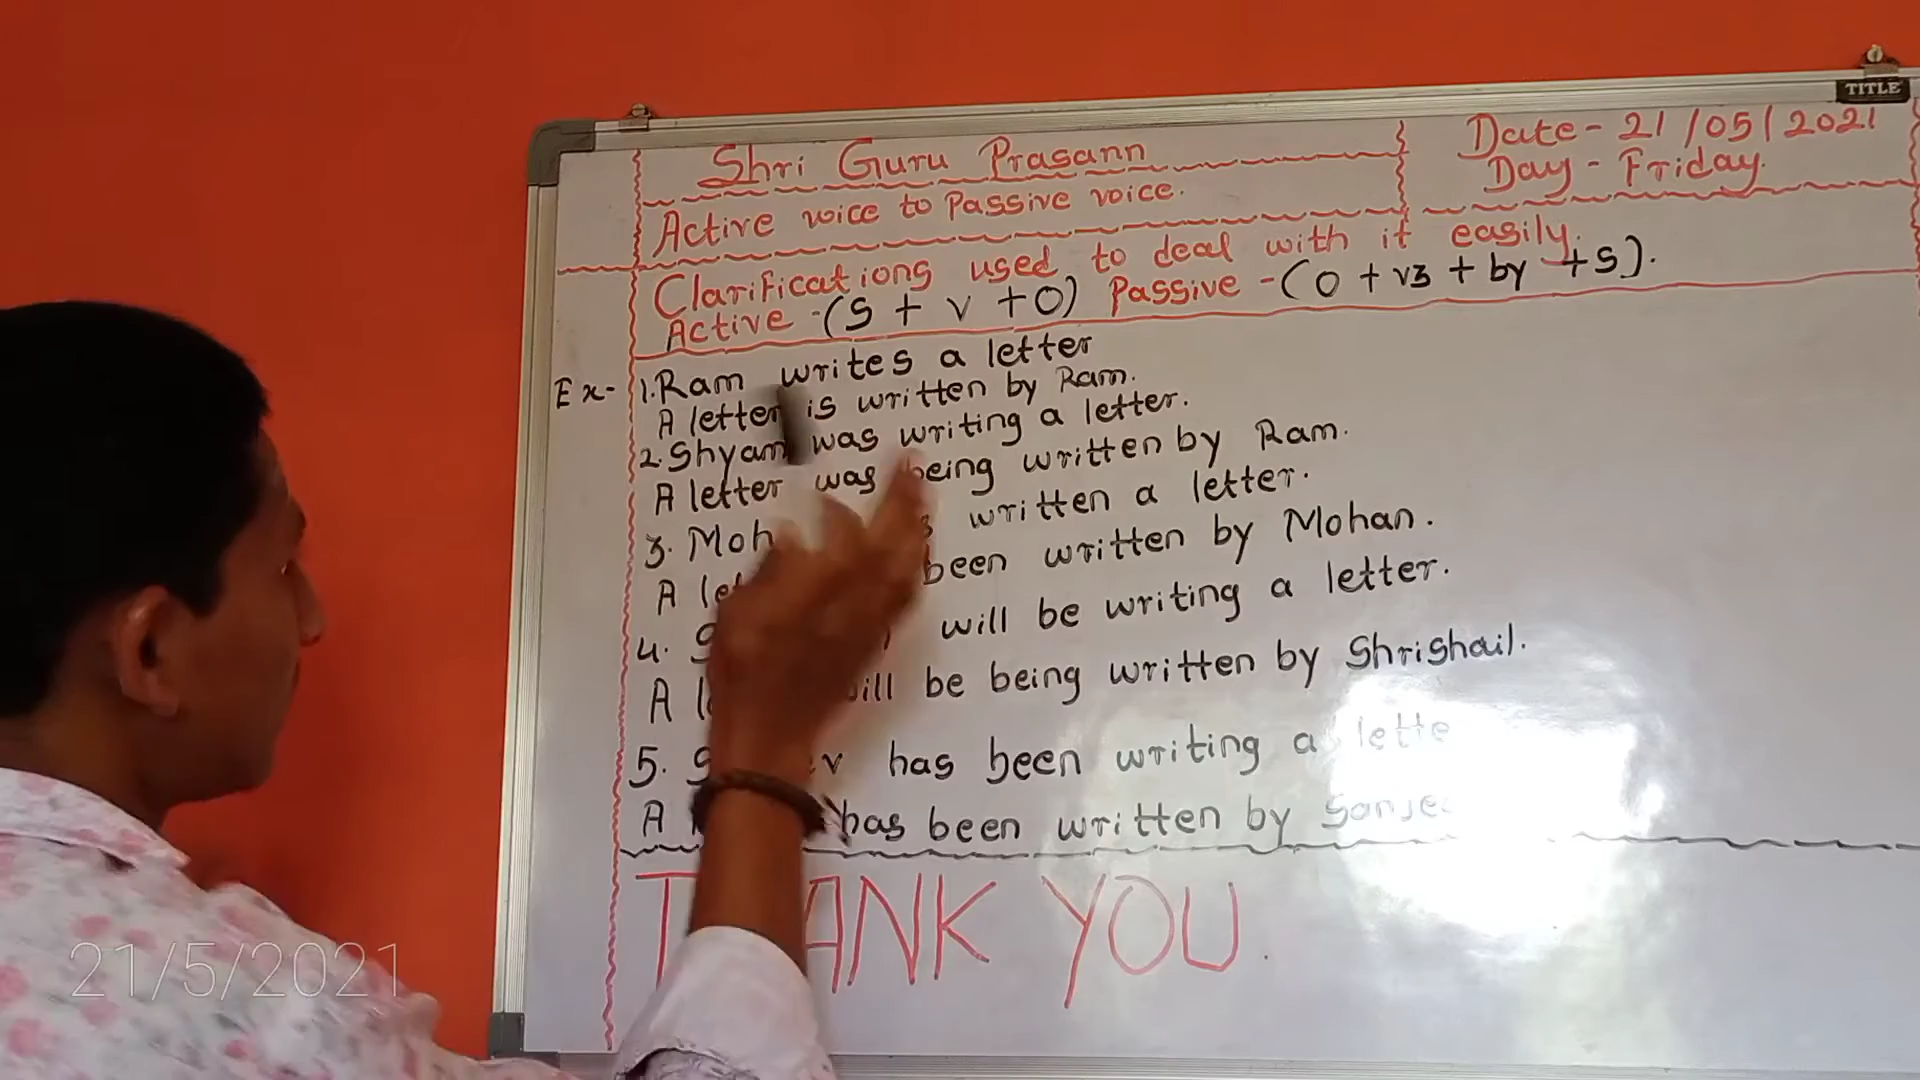 TITLE
Shri Guru Prasann
Date - 21/05/2021
Day - Friday.
Active voice to Passive voice.
Clarifications used to deal with it easily.
Active - (S + V + O) Passive - (O + V3 + by + S).
Ex- 1. Ram writes a letter
A letter is written by Ram.
2. Shyam was writing a letter.
A letter was being written by Ram.
3. written a letter.
A been written by Mohan.
4. will be writing a letter.
A will be being written by Shrishail.
5. has been writing a
A has been written by
THANK YOU.
21/5/2021